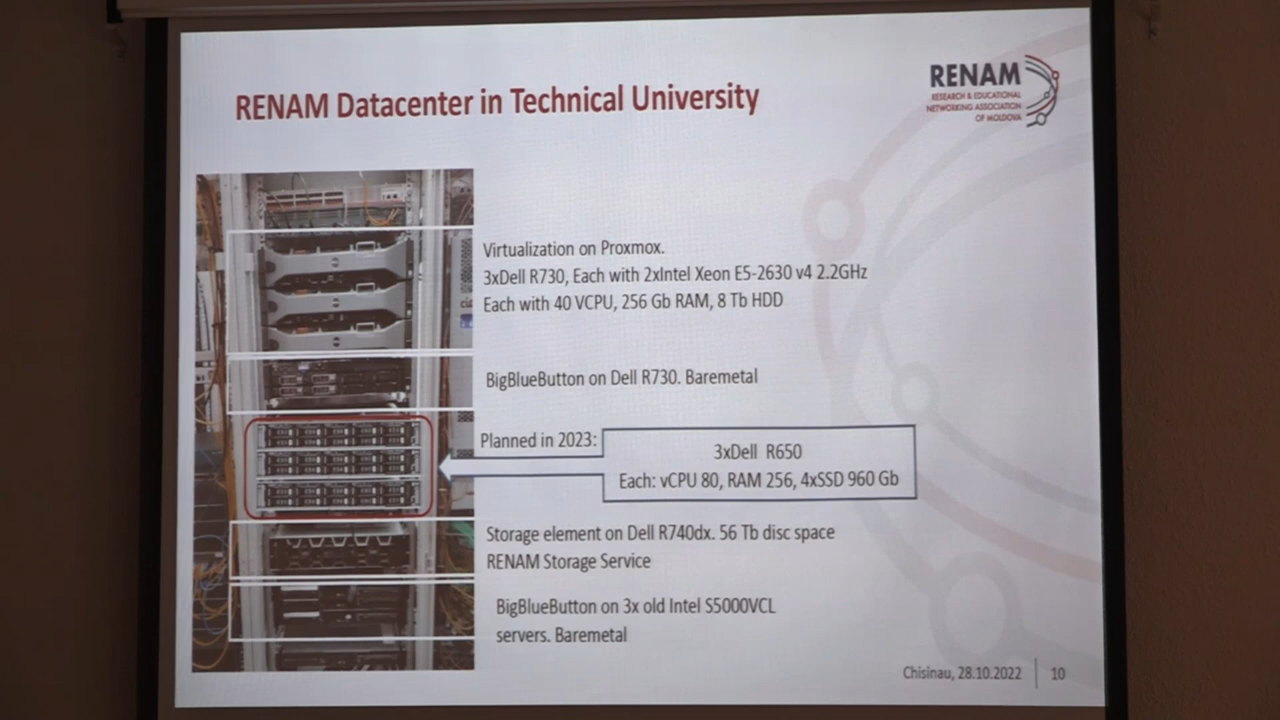 RENAM Datacenter in Technical University
RENAM
RESEARCH & EDUCATIONAL
NETWORKING ASSOCIATION
OF MOLDOVA
Virtualization on Proxmox.
3xDell R730, Each with 2xIntel Xeon E5-2630 v4 2.2GHz
Each with 40 VCPU, 256 Gb RAM, 8 Tb HDD
BigBlueButton on Dell R730. Baremetal
Planned in 2023:
3xDell R650
Each: vCPU 80, RAM 256, 4xSSD 960 Gb
Storage element on Dell R740dx. 56 Tb disc space
RENAM Storage Service
BigBlueButton on 3x old Intel S5000VCL
servers. Baremetal
Chisinau, 28.10.2022
10